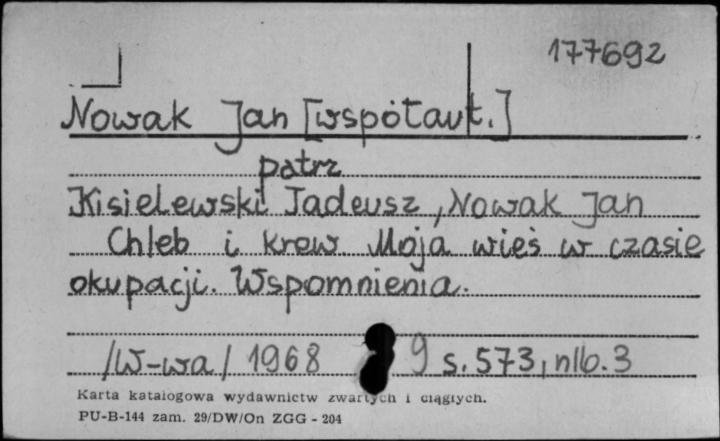 177692
Nowak Jan [współaut.]
patrz
Kisielewski Tadeusz, Nowak Jan
Chleb i krew. Moja wieś w czasie
okupacji. Wspomnienia.
/W-wa/ 1968 9 s. 573, nlb. 3
Karta katalogowa wydawnictw zwartych i ciągłych.
PU-B-144 zam. 29/DW/On ZGG - 204